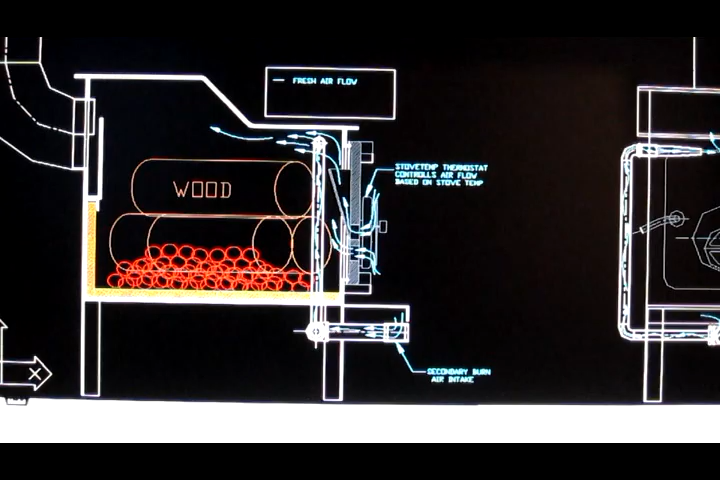 FRESH AIR FLOW
STOVETEMP THERMOSTAT
CONTROLLS AIR FLOW
BASED ON STOVE TEMP
WOOD
SECONDARY BURN
AIR INTAKE
X